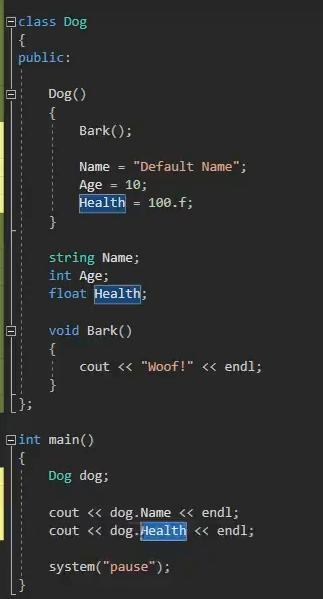 class Dog
{
public:
Dog()
{
Bark();
Name = "Default Name";
Age = 10;
Health = 100.f;
}
string Name;
int Age;
float Health;
void Bark()
{
cout << "Woof!" << endl;
}
};
int main()
{
Dog dog;
cout << dog.Name << endl;
cout << dog.Health << endl;
system("pause");
}